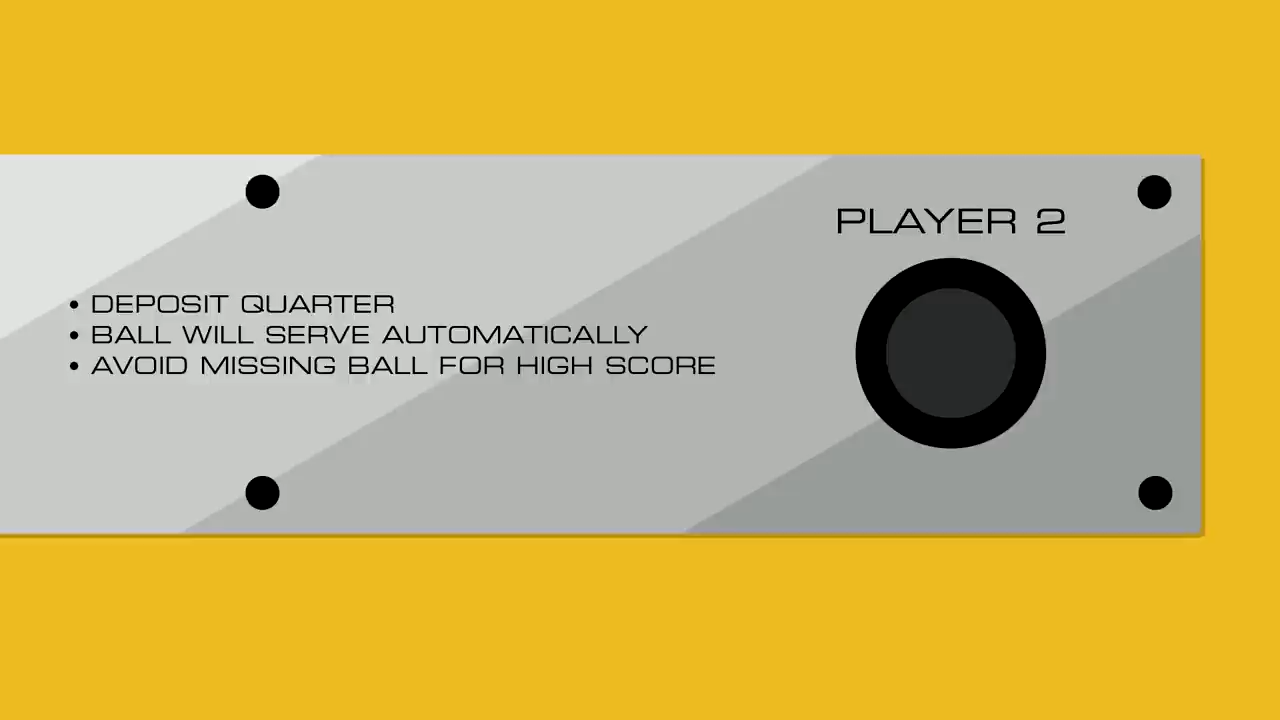 PLAYER 2
• DEPOSIT QUARTER
• BALL WILL SERVE AUTOMATICALLY
• AVOID MISSING BALL FOR HIGH SCORE